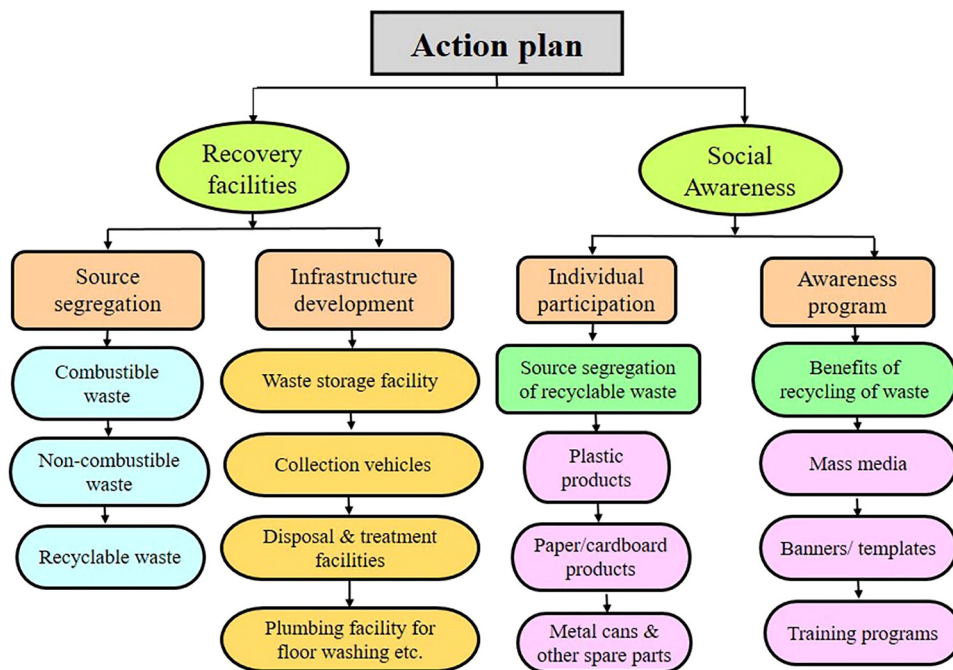 Action plan
Recovery
facilities
Social
Awareness
Source
segregation
Infrastructure
development
Individual
participation
Awareness
program
Combustible
waste
Waste storage facility
Source segregation
of recyclable waste
Benefits of
recycling of waste
Non-combustible
waste
Collection vehicles
Plastic
products
Mass media
Recyclable waste
Disposal & treatment
facilities
Paper/cardboard
products
Banners/ templates
Plumbing facility for
floor washing etc.
Metal cans &
other spare parts
Training programs